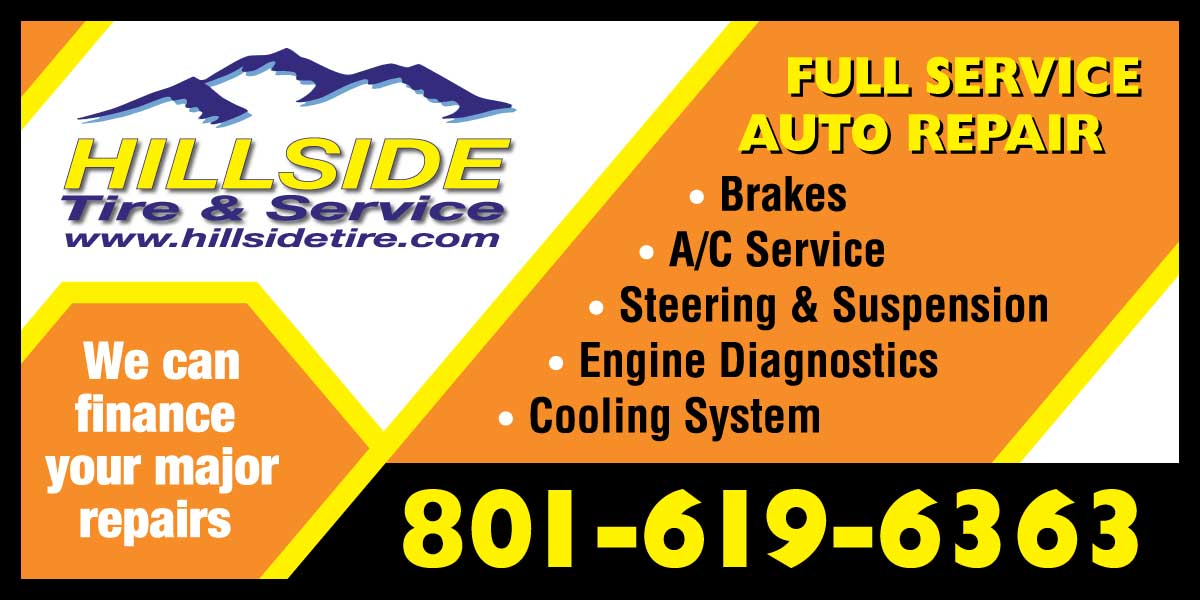 HILLSIDE
Tire & Service
www.hillsidetire.com
FULL SERVICE
AUTO REPAIR
• Brakes
• A/C Service
• Steering & Suspension
• Engine Diagnostics
• Cooling System
We can
finance
your major
repairs
801-619-6363